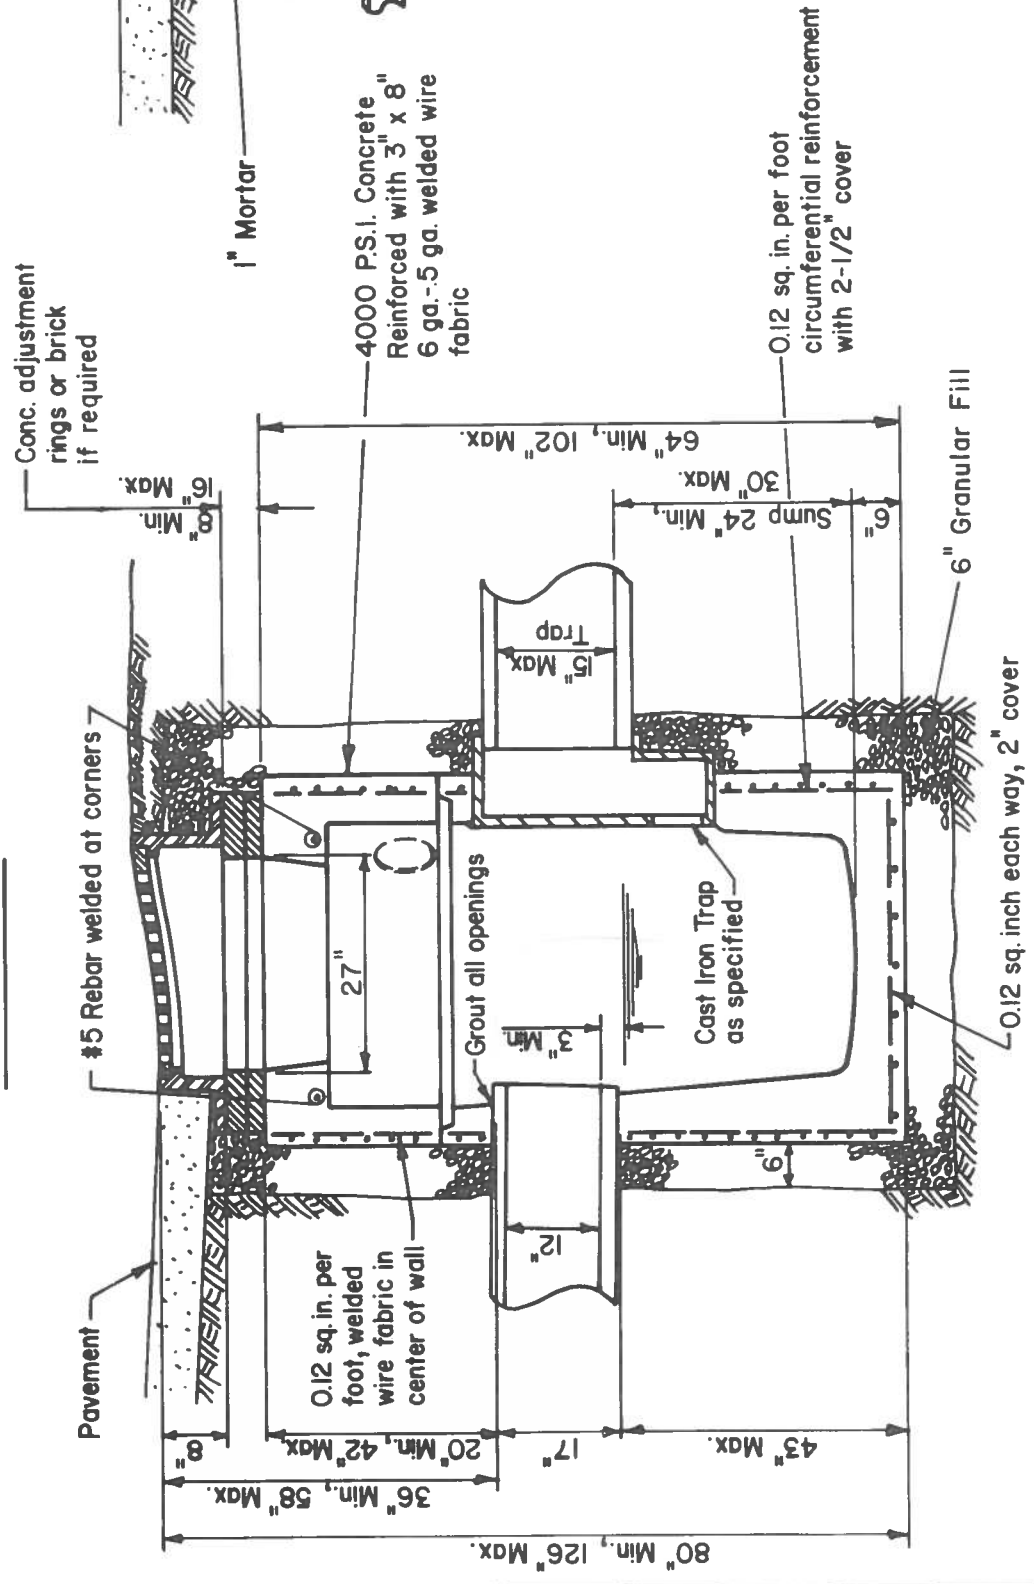 Conc. adjustment
rings or brick
if required
1" Mortar
4000 P.S.I. Concrete
Reinforced with 3" x 8"
6 ga.-.5 ga. welded wire
fabric
0.12 sq. in. per foot
circumferential reinforcement
with 2-1/2" cover
8" Min.
16" Max.
64" Min., 102" Max.
Sump 24" Min.,
30" Max.
6"
6" Granular Fill
15" Max.
Trap
#5 Rebar welded at corners
27"
Grout all openings
3" Min.
Cast Iron Trap
as specified
0.12 sq. inch each way, 2" cover
Pavement
0.12 sq. in. per
foot, welded
wire fabric in
center of wall
12"
6"
8"
20" Min., 42" Max.
17"
43" Max.
36" Min., 58" Max.
80" Min., 126" Max.